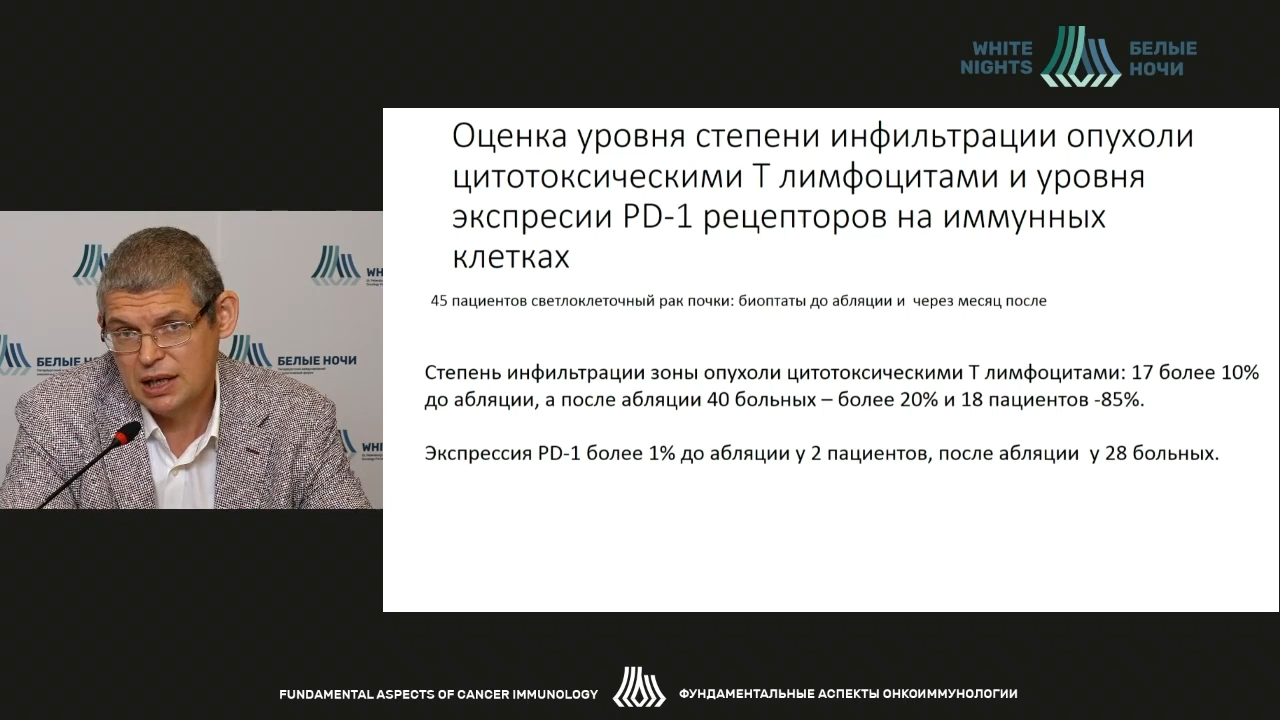 WHITE
NIGHTS
БЕЛЫЕ
НОЧИ
Оценка уровня степени инфильтрации опухоли
цитотоксическими Т лимфоцитами и уровня
экспресии PD-1 рецепторов на иммунных
клетках
45 пациентов светлоклеточный рак почки: биоптаты до абляции и через месяц после
Степень инфильтрации зоны опухоли цитотоксическими Т лимфоцитами: 17 более 10%
до абляции, а после абляции 40 больных – более 20% и 18 пациентов -85%.
Экспрессия PD-1 более 1% до абляции у 2 пациентов, после абляции у 28 больных.
WH
БЕЛЫЕ НО
БЕЛЫЕ НОЧИ
WHI
FUNDAMENTAL ASPECTS OF CANCER IMMUNOLOGY
ФУНДАМЕНТАЛЬНЫЕ АСПЕКТЫ ОНКОИММУНОЛОГИИ